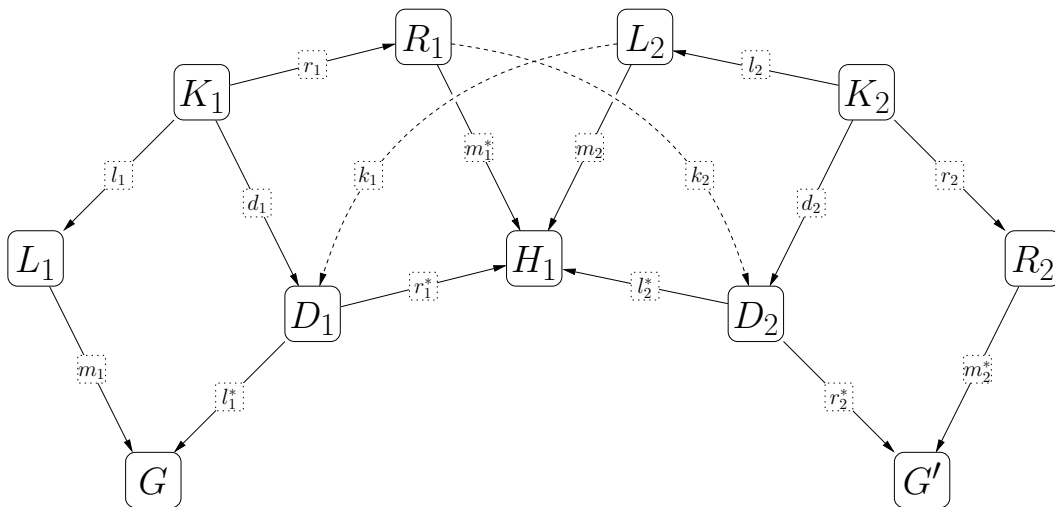 R₁ L₂
K₁ r₁ l₂ K₂
l₁ d₁ k₁ m₁* m₂ k₂ d₂ r₂
L₁ H₁ R₂
D₁ r₁* l₂* D₂
m₁ l₁* r₂* m₂*
G G′